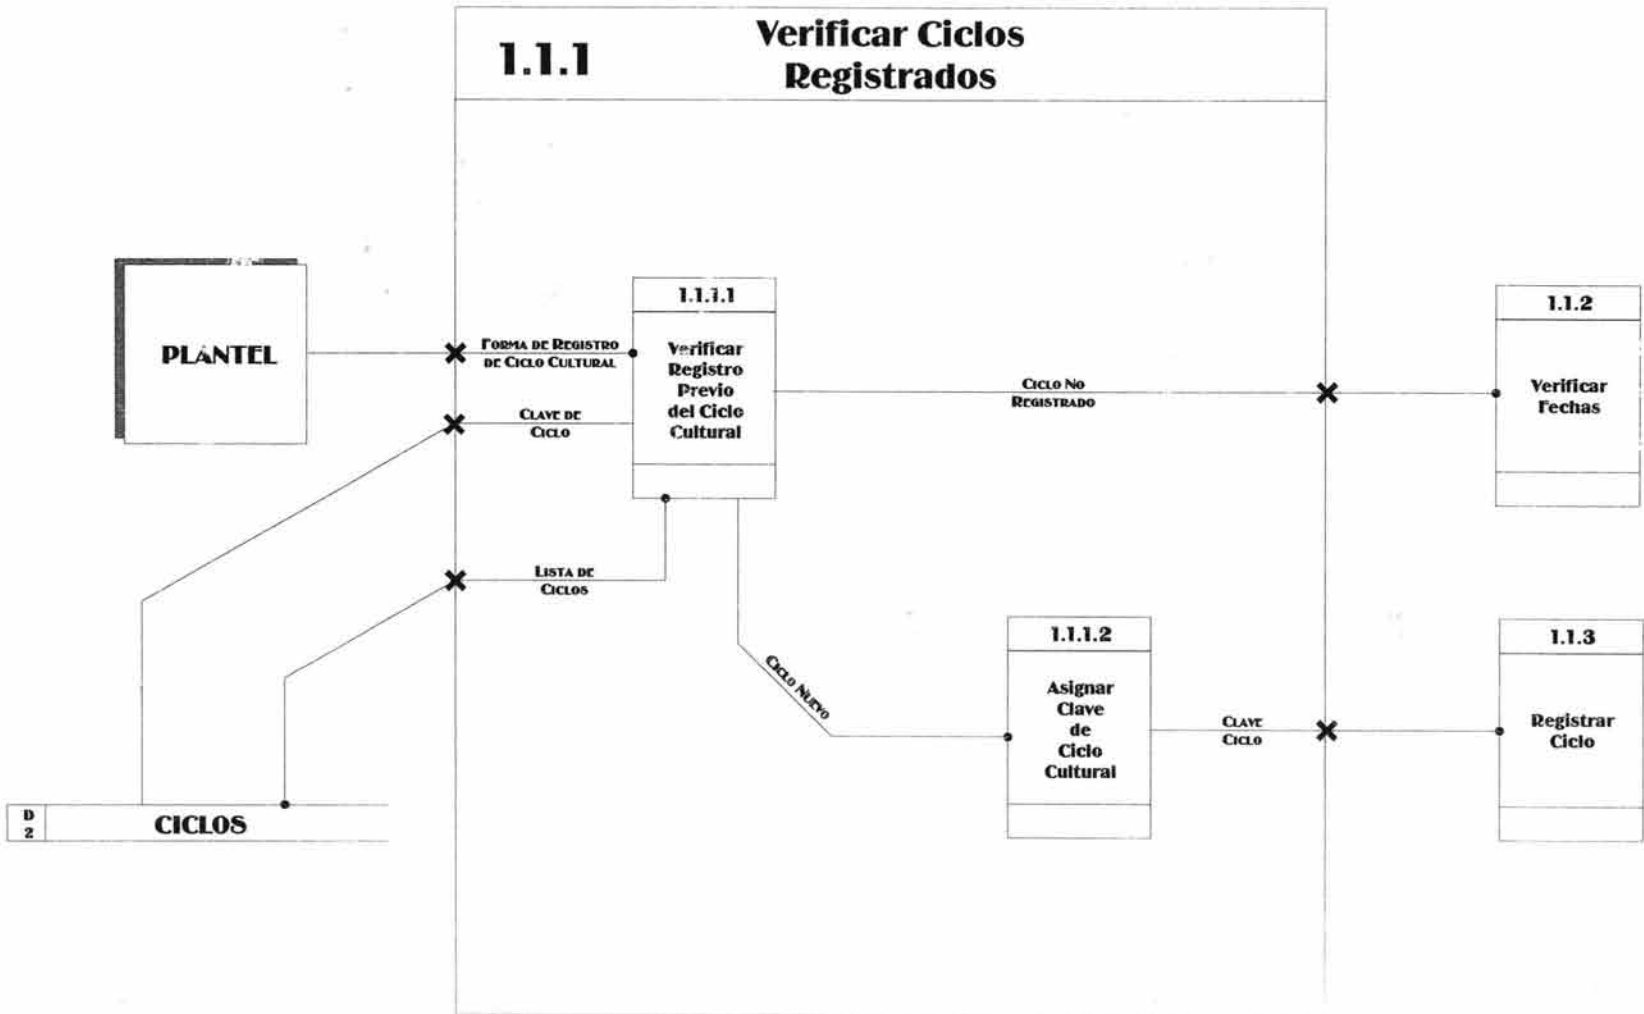 1.1.1
Verificar Ciclos
Registrados
PLANTEL
FORMA DE REGISTRO
DE CICLO CULTURAL
CLAVE DE
CICLO
LISTA DE
CICLOS
1.1.1.1
Verificar
Registro
Previo
del Ciclo
Cultural
CICLO NO
REGISTRADO
1.1.2
Verificar
Fechas
CICLO NUEVO
1.1.1.2
Asignar
Clave
de
Ciclo
Cultural
CLAVE
CICLO
1.1.3
Registrar
Ciclo
D
2
CICLOS